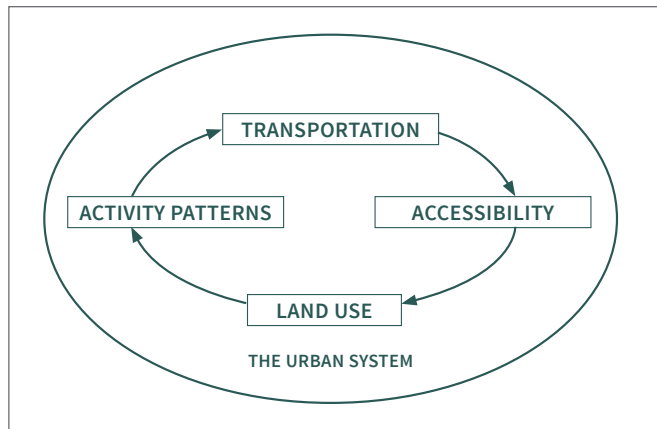 TRANSPORTATION
ACTIVITY PATTERNS
ACCESSIBILITY
LAND USE
THE URBAN SYSTEM